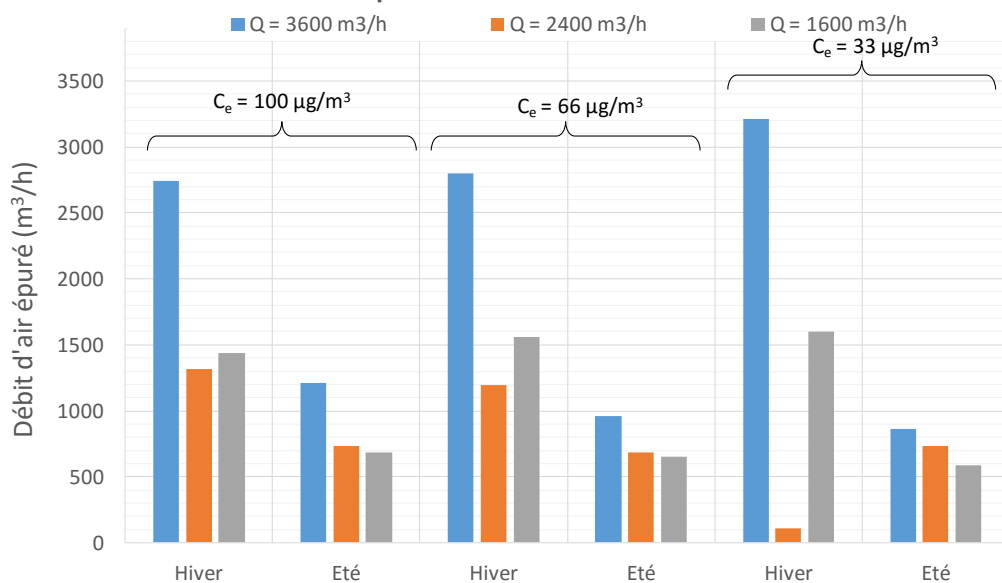 Q = 3600 m3/h Q = 2400 m3/h Q = 1600 m3/h
Cₑ = 33 µg/m³
Cₑ = 100 µg/m³ Cₑ = 66 µg/m³
Débit d'air épuré (m³/h)
3500
3000
2500
2000
1500
1000
500
0
Hiver Eté Hiver Eté Hiver Eté